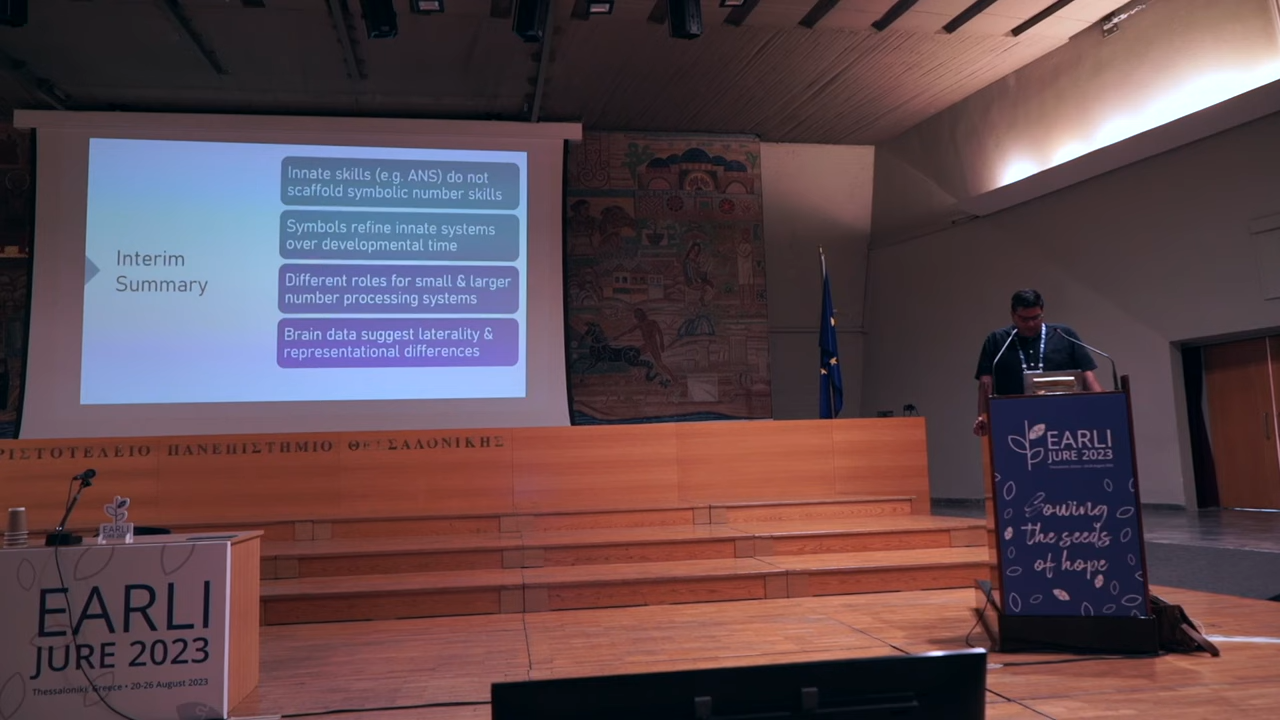 Interim
Summary
Innate skills (e.g. ANS) do not
scaffold symbolic number skills
Symbols refine innate systems
over developmental time
Different roles for small & larger
number processing systems
Brain data suggest laterality &
representational differences
ΡΙΣΤΟΤΕΛΕΙΟ ΠΑΝΕΠΙΣΤΗΜΙΟ ΘΕΣΣΑΛΟΝΙΚΗΣ
EARLI
EARLI
JURE 2023
Thessaloniki, Greece • 20-26 August 2023
EARLI
JURE 2023
Sowing
the seeds
of hope